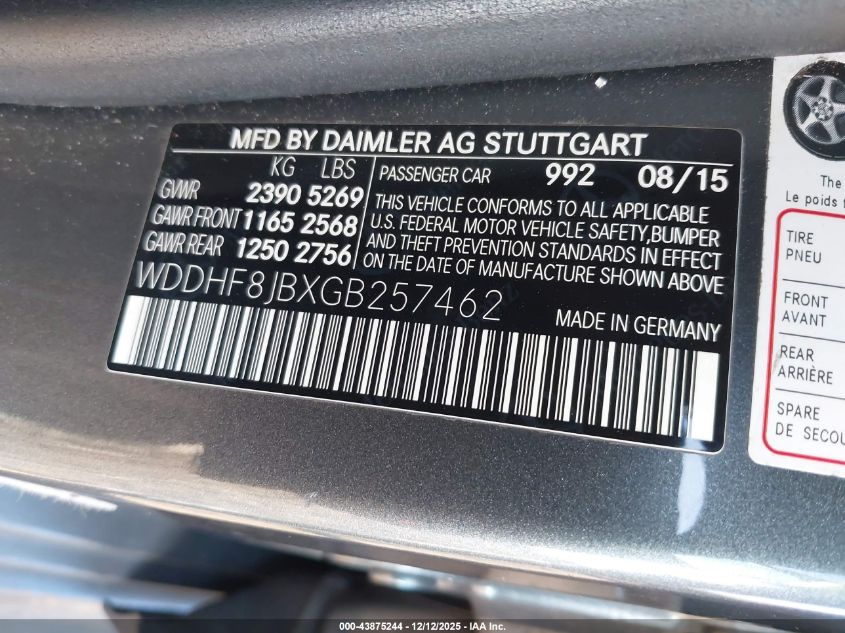 MFD BY DAIMLER AG STUTTGART
KG LBS
GVWR 2390 5269
GAWR FRONT 1165 2568
GAWR REAR 1250 2756
PASSENGER CAR 992 08/15
THIS VEHICLE CONFORMS TO ALL APPLICABLE
U.S. FEDERAL MOTOR VEHICLE SAFETY,BUMPER
AND THEFT PREVENTION STANDARDS IN EFFECT
ON THE DATE OF MANUFACTURE SHOWN ABOVE
WDDHF8JBXGB257462
MADE IN GERMANY
The
Le poids
TIRE
PNEU
FRONT
AVANT
REAR
ARRIÈRE
SPARE
DE SECOU
000-43875244 - 12/12/2025 - IAA Inc.